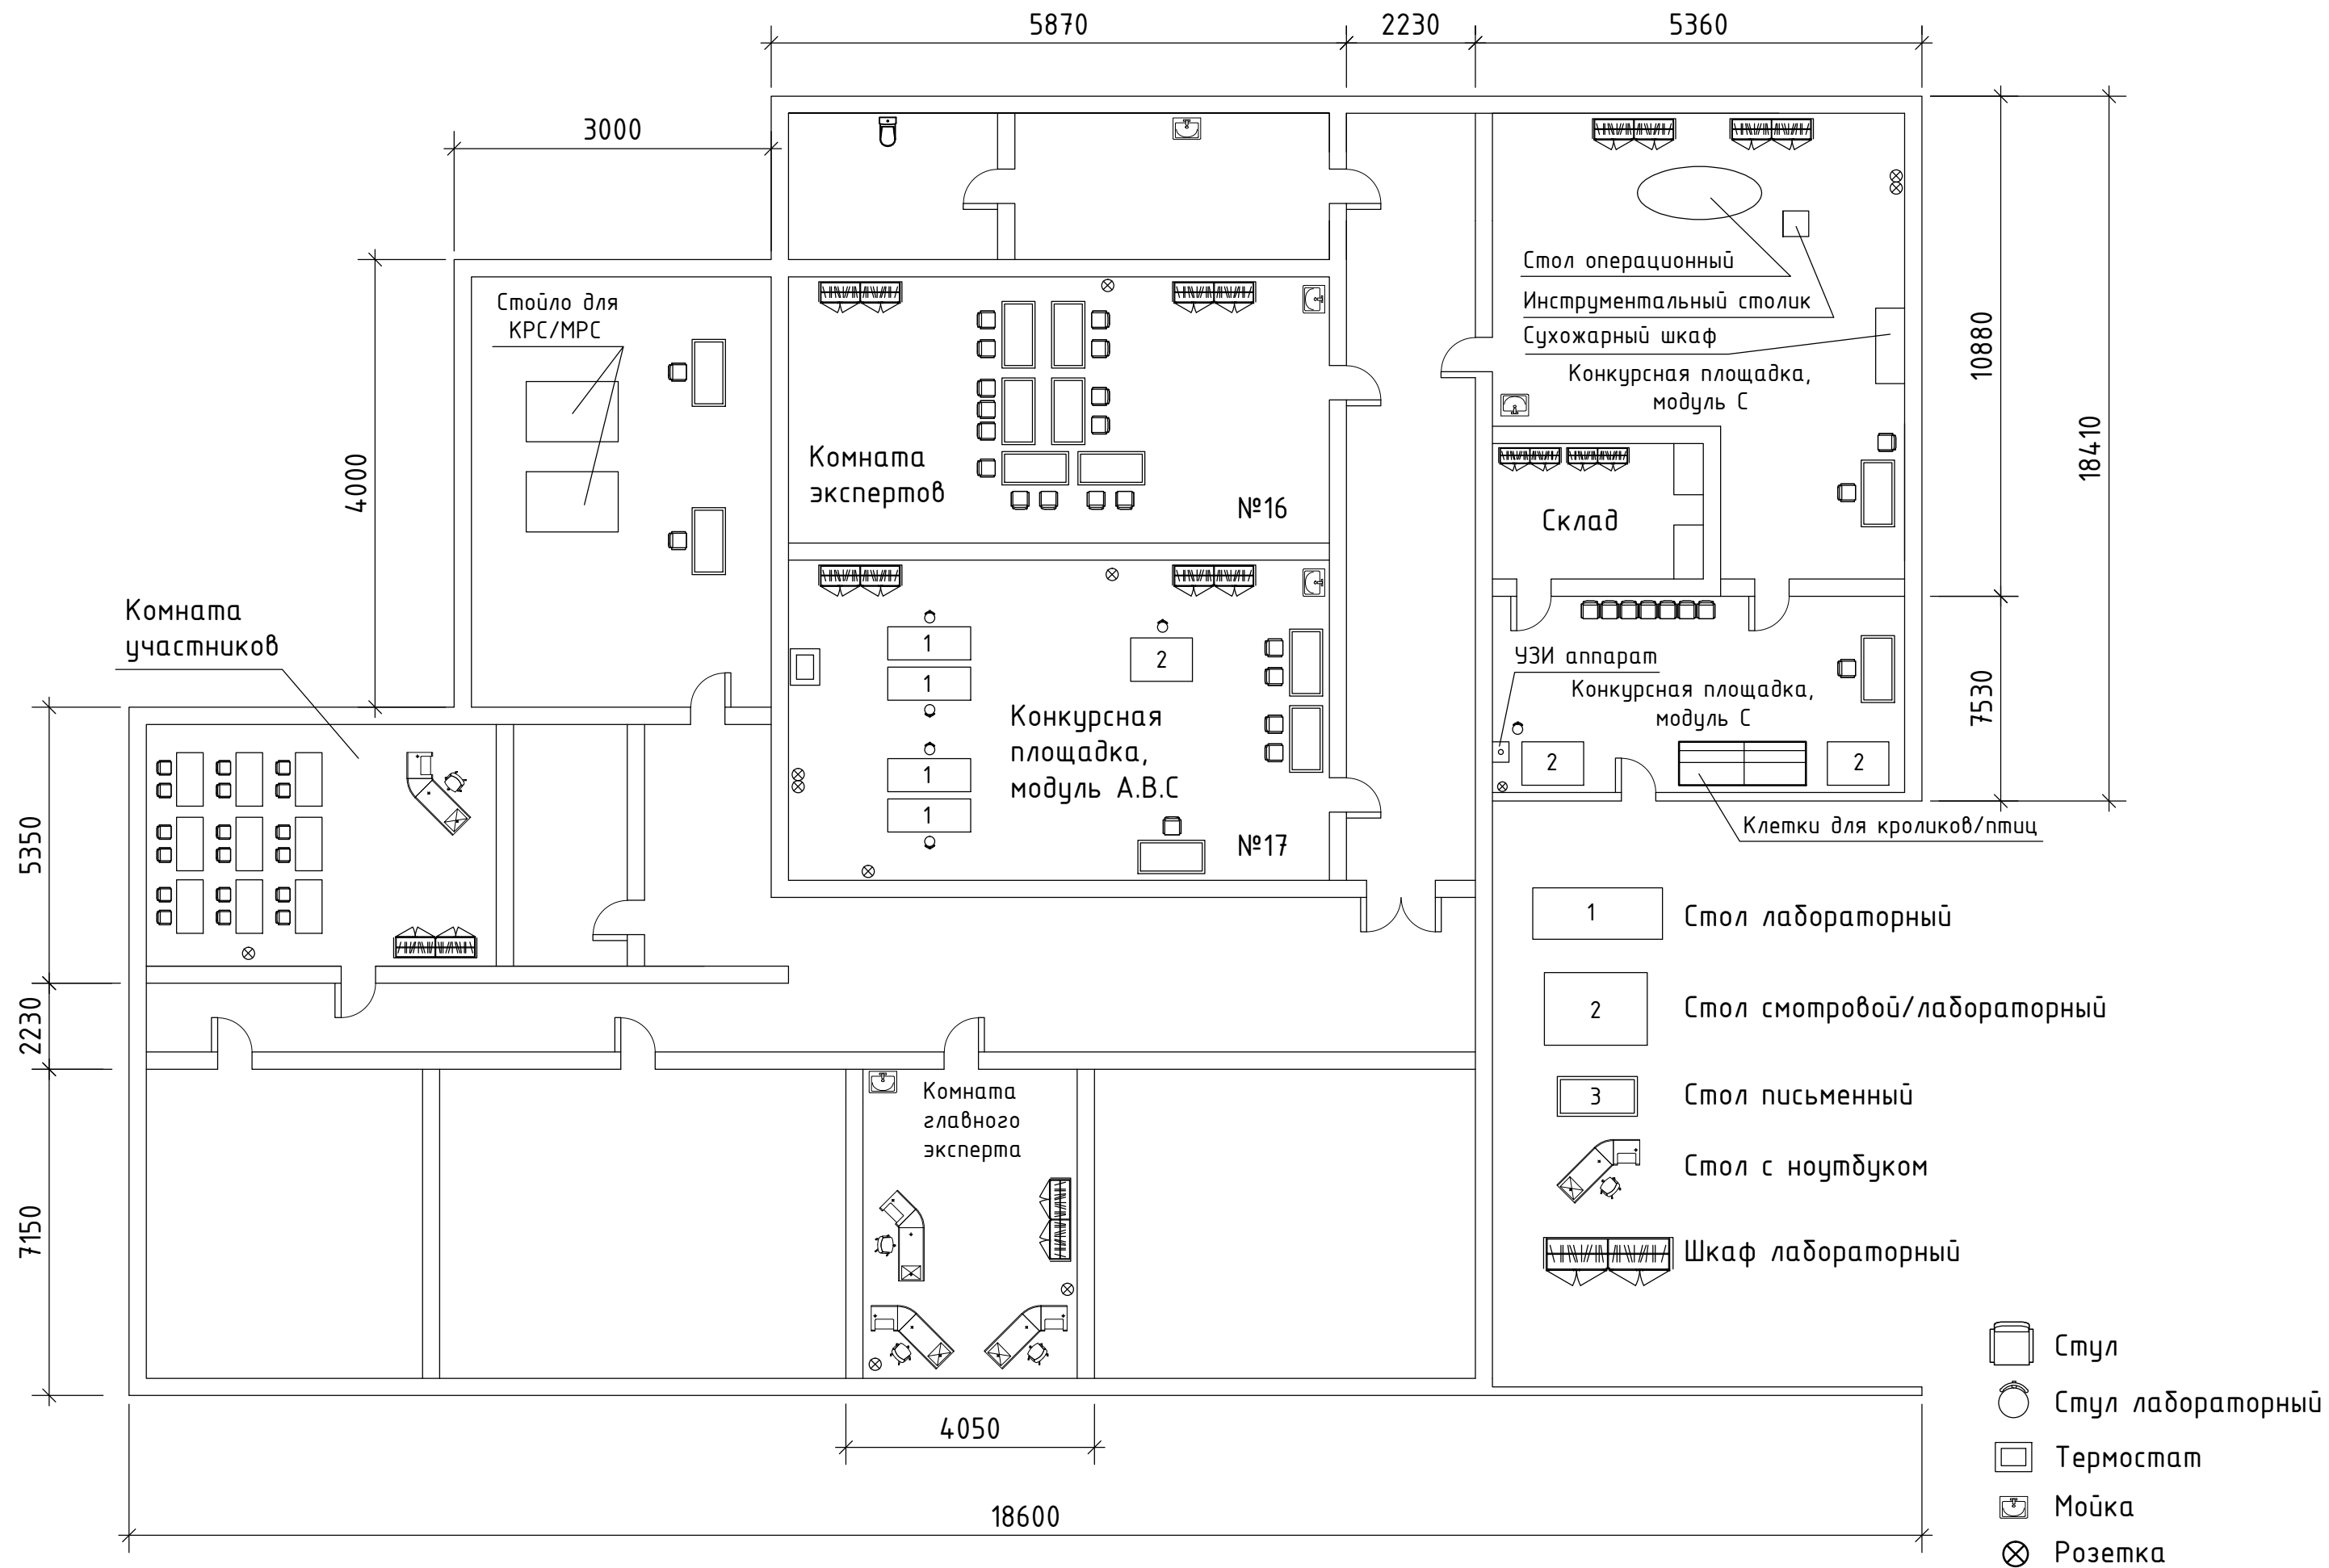 5870
2230
5360
3000
Стойло для
КРС/МРС
4000
Стол операционный
Инструментальный столик
Сухожарный шкаф
Конкурсная площадка,
модуль С
10880
18410
Комната
экспертов
№16
Склад
Комната
участников
1
1
2
Конкурсная
площадка,
модуль А.В.С
1
1
№17
УЗИ аппарат
Конкурсная площадка,
модуль С
2
2
7530
Клетки для кроликов/птиц
5350
2230
7150
Комната
главного
эксперта
4050
18600
1 Стол лабораторный
2 Стол смотровой/лабораторный
3 Стол письменный
Стол с ноутбуком
Шкаф лабораторный
Стул
Стул лабораторный
Термостат
Мойка
Розетка